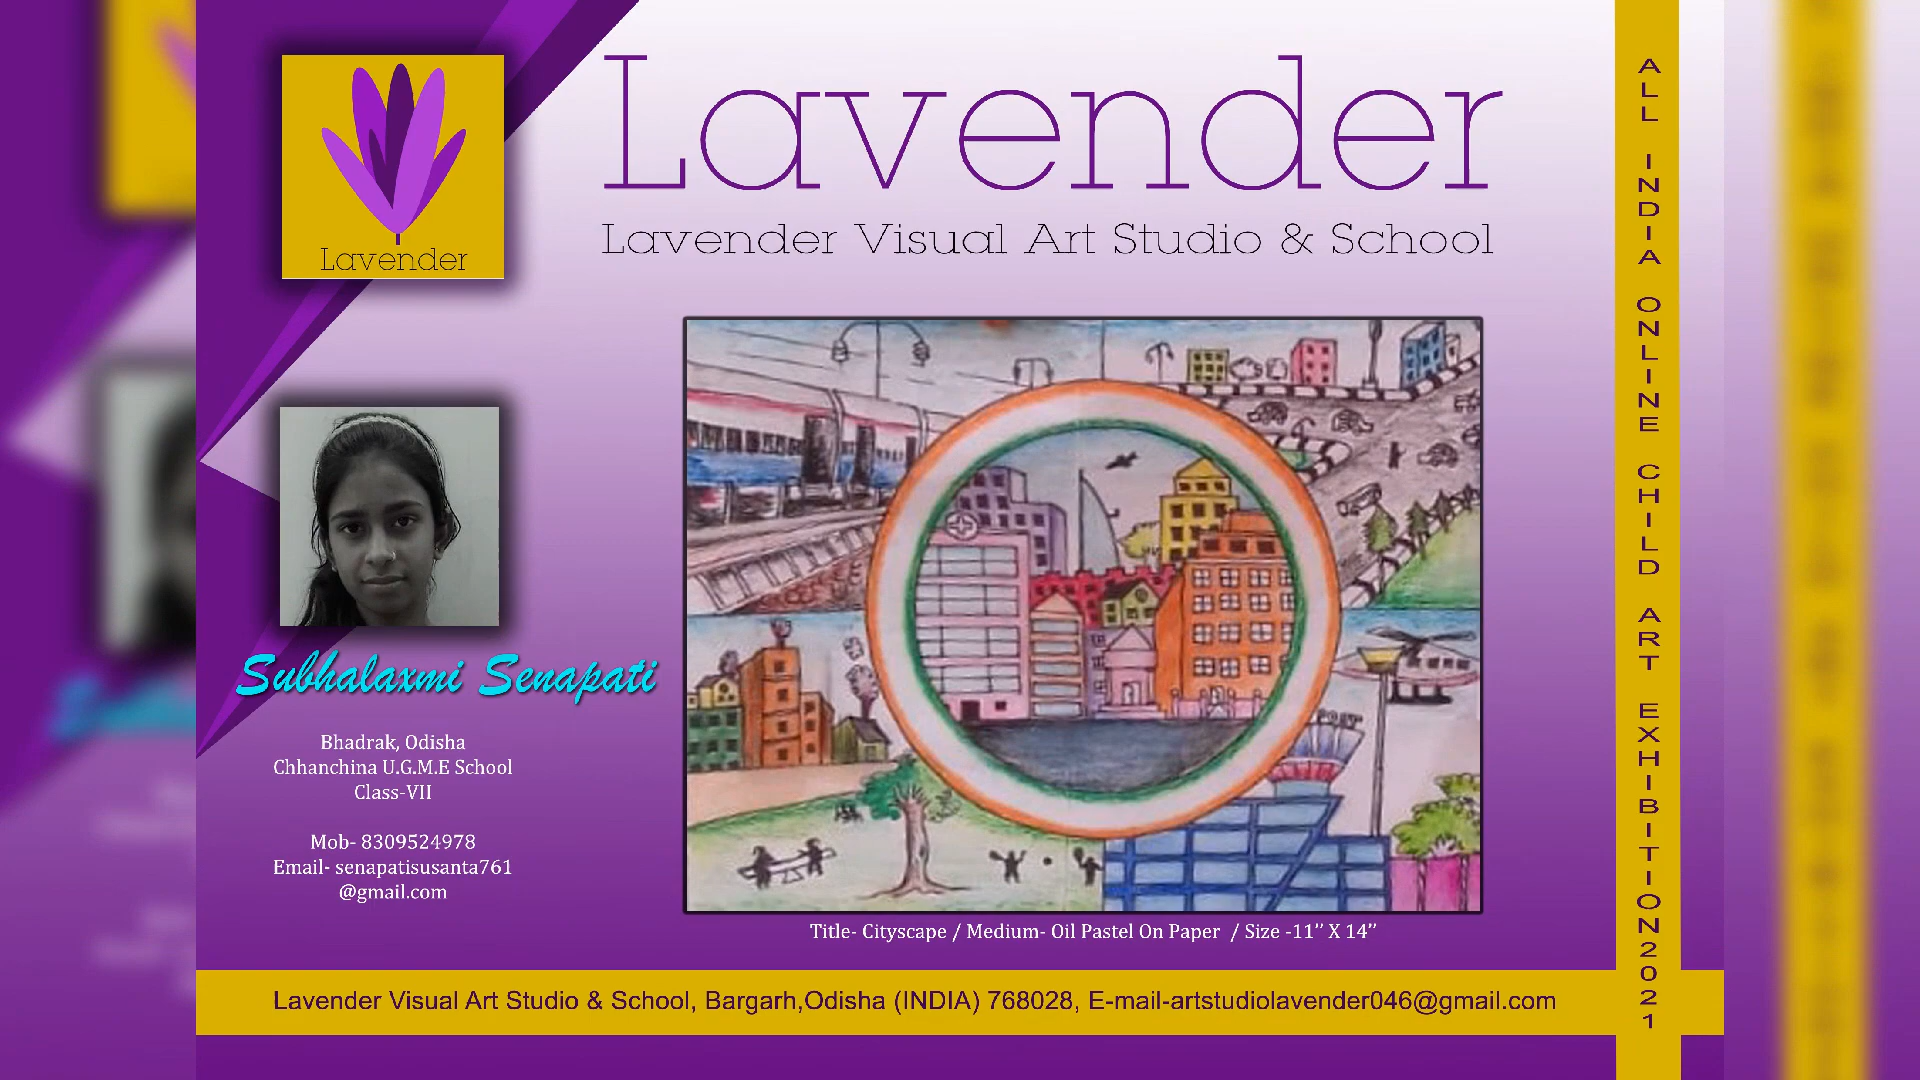 Lavender
Lavender
Lavender Visual Art Studio & School
POST
Subhalaxmi Senapati
Bhadrak, Odisha
Chhanchina U.G.M.E School
Class-VII
Mob- 8309524978
Email- senapatisusanta761
@gmail.com
Title- Cityscape / Medium- Oil Pastel On Paper / Size -11’’ X 14’’
Lavender Visual Art Studio & School, Bargarh,Odisha (INDIA) 768028, E-mail-artstudiolavender046@gmail.com
ALL INDIA ONLINE CHILD ART EXHIBITION2021